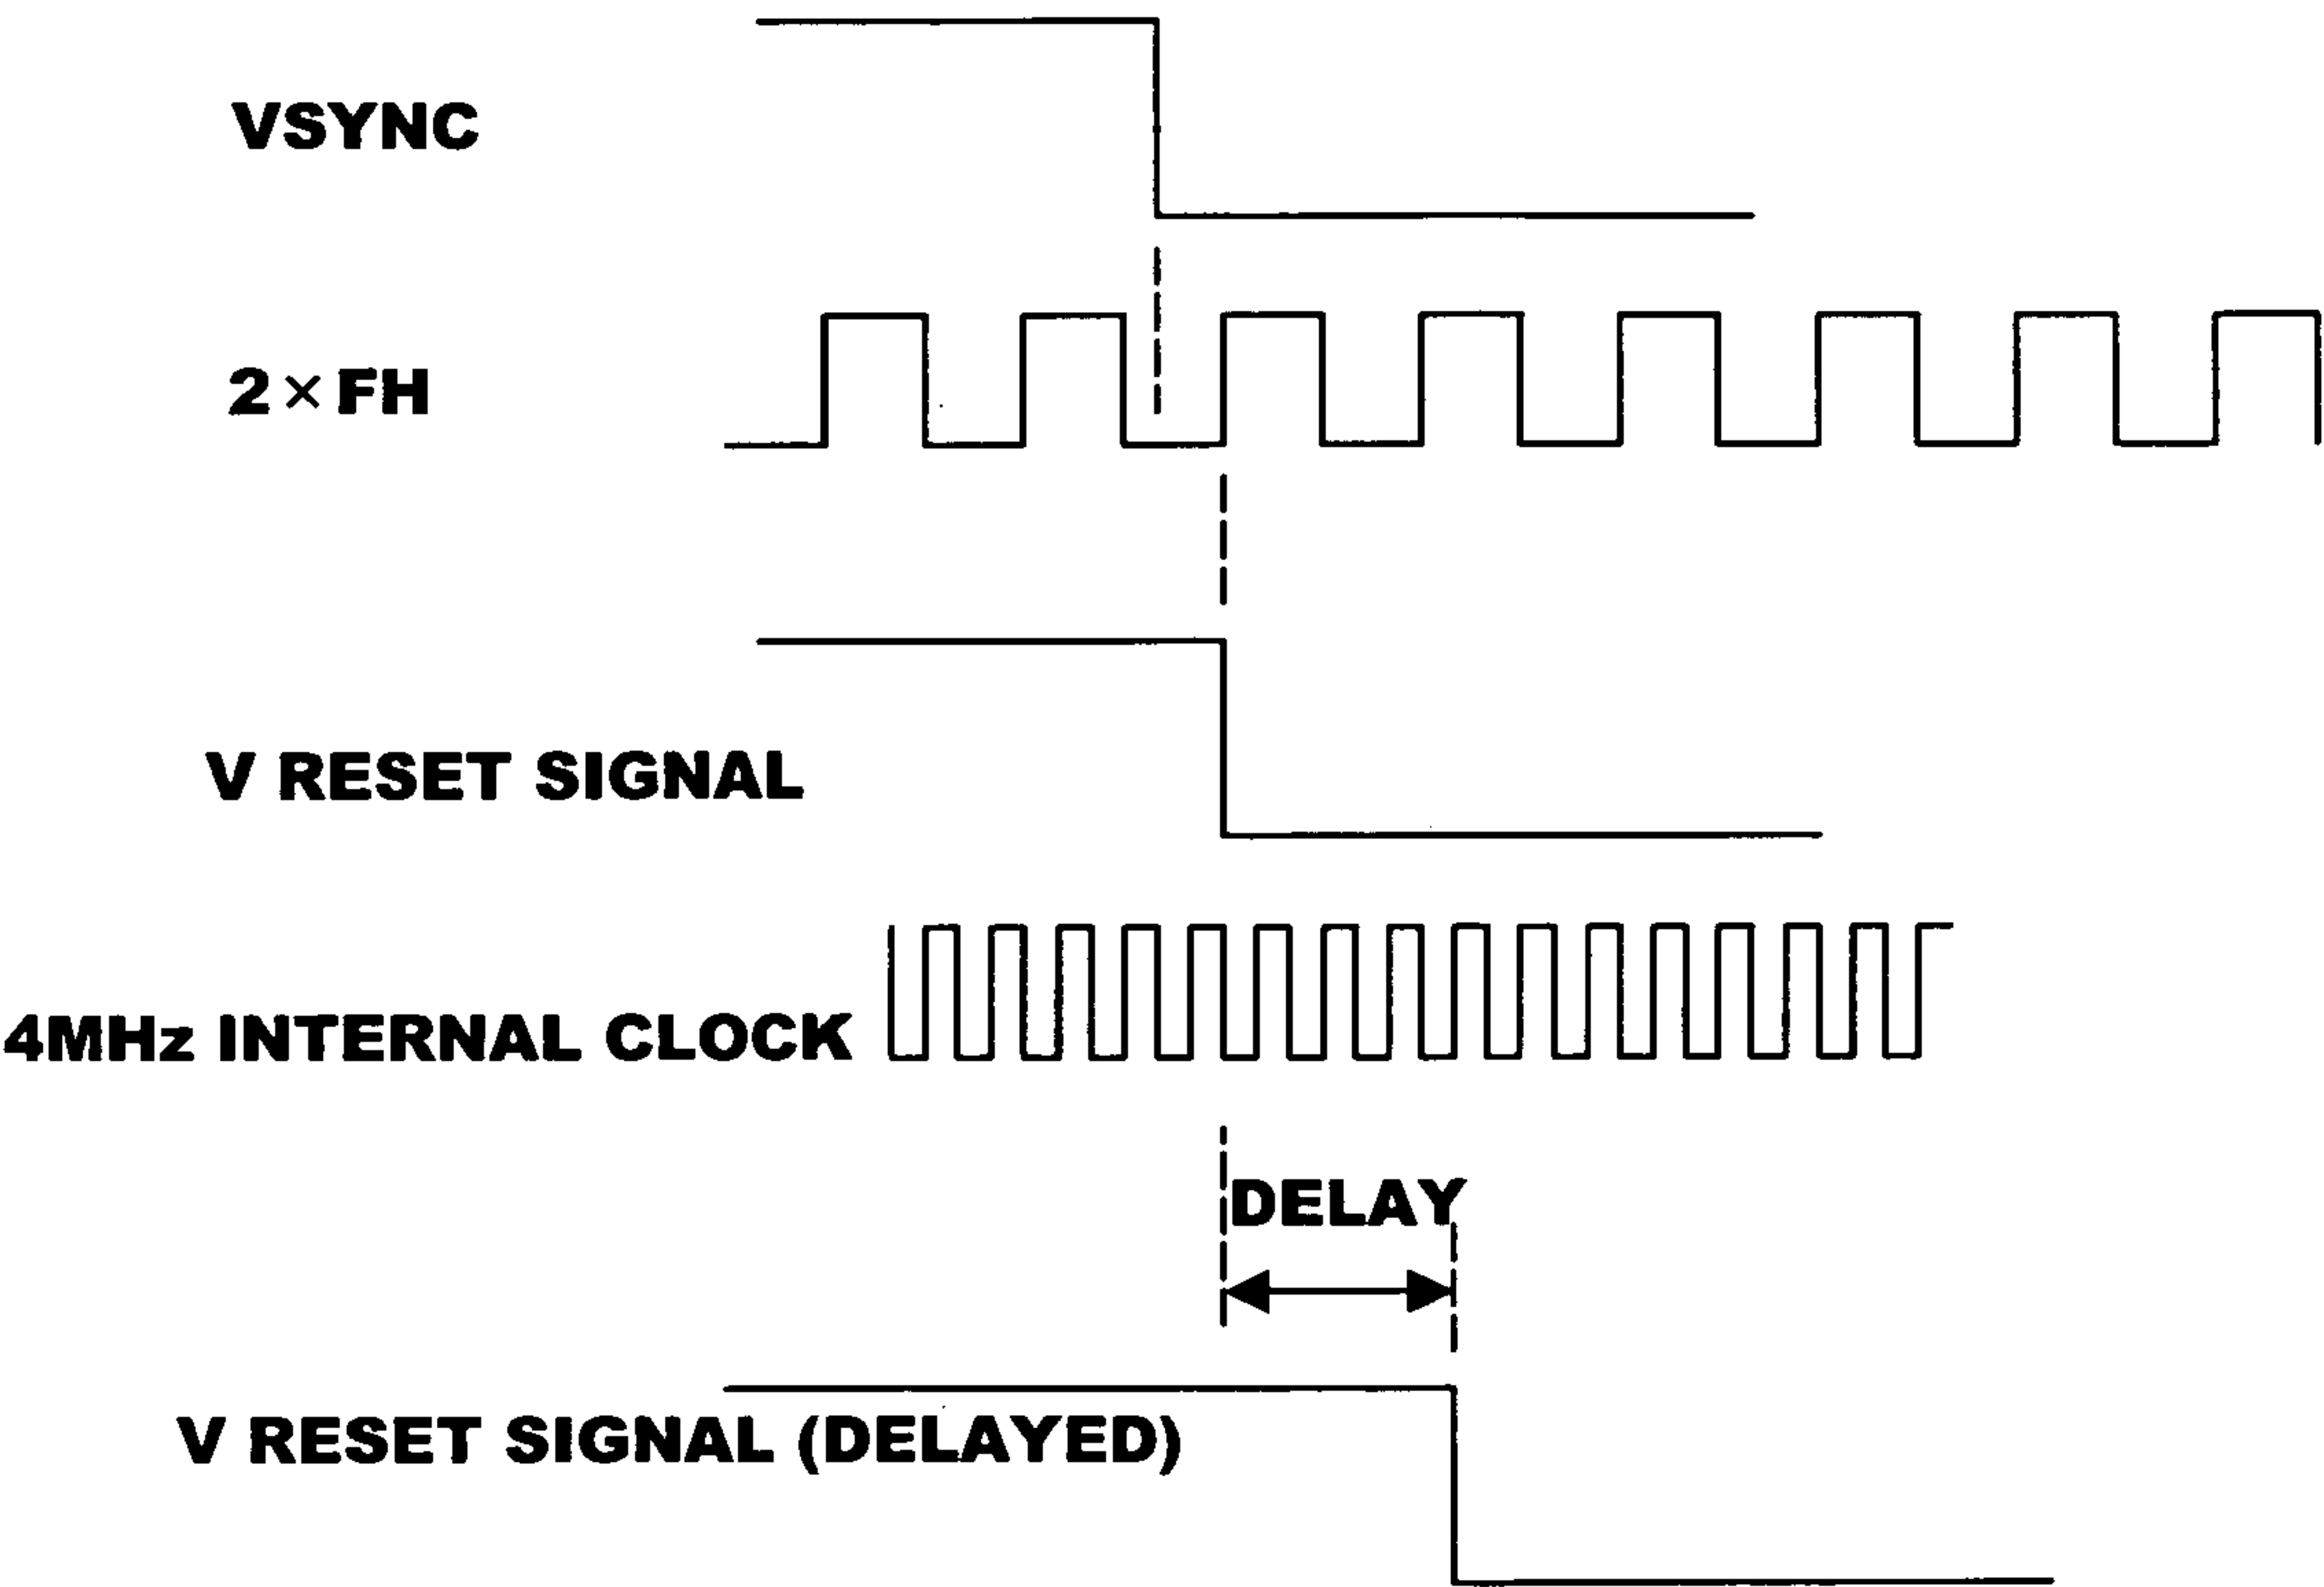 VSYNC
2×FH
V RESET SIGNAL
4MHz INTERNAL CLOCK
DELAY
V RESET SIGNAL (DELAYED)